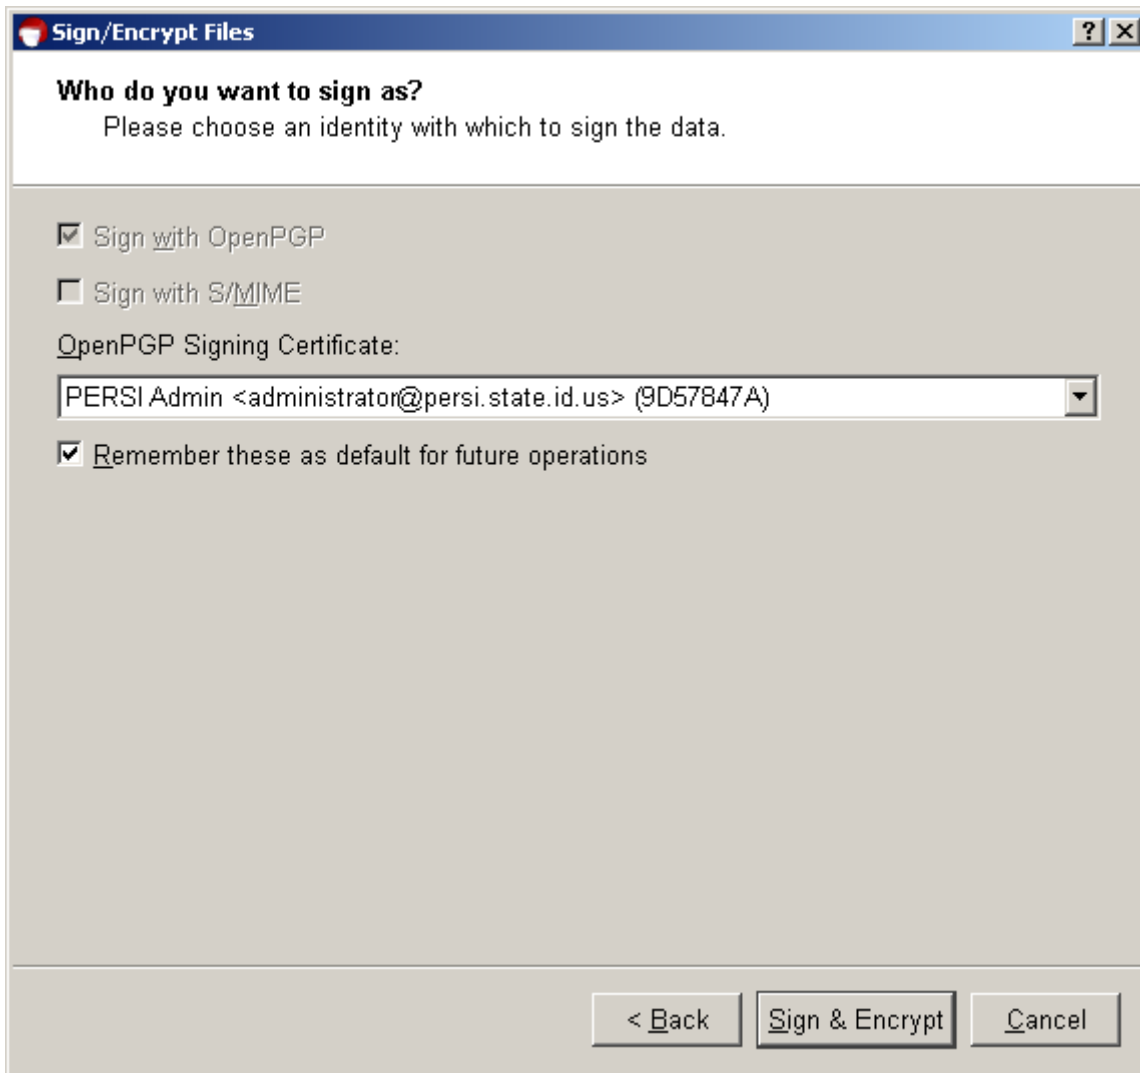 Sign/Encrypt Files
Who do you want to sign as?
Please choose an identity with which to sign the data.
Sign with OpenPGP
Sign with S/MIME
OpenPGP Signing Certificate:
PERSI Admin <administrator@persi.state.id.us> (9D57847A)
Remember these as default for future operations
< Back Sign & Encrypt Cancel